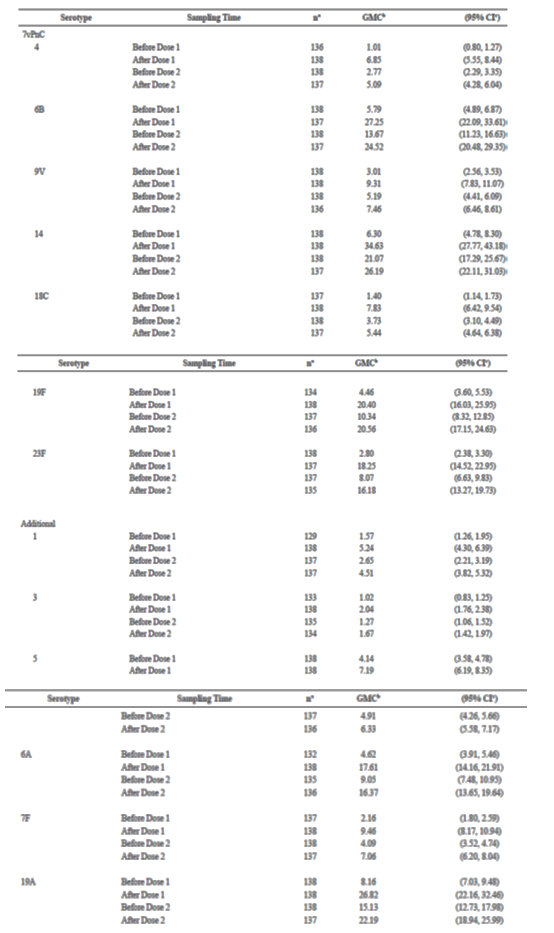 Serotype Sampling Time nª GMCᵇ (95% CIᶜ)
7vPnC
4 Before Dose 1 136 1.01 (0.80, 1.27)
After Dose 1 138 6.85 (5.55, 8.44)
Before Dose 2 138 2.77 (2.29, 3.35)
After Dose 2 137 5.09 (4.28, 6.04)
6B Before Dose 1 138 5.79 (4.89, 6.87)
After Dose 1 137 27.25 (22.09, 33.61)
Before Dose 2 138 13.67 (11.23, 16.63)
After Dose 2 137 24.52 (20.48, 29.35)
9V Before Dose 1 138 3.01 (2.56, 3.53)
After Dose 1 138 9.31 (7.83, 11.07)
Before Dose 2 138 5.19 (4.41, 6.09)
After Dose 2 136 7.46 (6.46, 8.61)
14 Before Dose 1 138 6.30 (4.78, 8.30)
After Dose 1 138 34.63 (27.77, 43.18)
Before Dose 2 138 21.07 (17.29, 25.67)
After Dose 2 137 26.19 (22.11, 31.03)
18C Before Dose 1 137 1.40 (1.14, 1.73)
After Dose 1 138 7.83 (6.42, 9.54)
Before Dose 2 138 3.73 (3.10, 4.49)
After Dose 2 137 5.44 (4.64, 6.38)
Serotype Sampling Time nª GMCᵇ (95% CIᶜ)
19F Before Dose 1 134 4.46 (3.60, 5.53)
After Dose 1 138 20.40 (16.03, 25.95)
Before Dose 2 137 10.34 (8.32, 12.85)
After Dose 2 136 20.56 (17.15, 24.63)
23F Before Dose 1 138 2.80 (2.38, 3.30)
After Dose 1 137 18.25 (14.52, 22.95)
Before Dose 2 137 8.07 (6.63, 9.83)
After Dose 2 135 16.18 (13.27, 19.73)
Additional
1 Before Dose 1 129 1.57 (1.26, 1.95)
After Dose 1 138 5.24 (4.30, 6.39)
Before Dose 2 137 2.65 (2.21, 3.19)
After Dose 2 137 4.51 (3.82, 5.32)
3 Before Dose 1 133 1.02 (0.83, 1.25)
After Dose 1 138 2.04 (1.76, 2.38)
Before Dose 2 135 1.27 (1.06, 1.52)
After Dose 2 134 1.67 (1.42, 1.97)
5 Before Dose 1 138 4.14 (3.58, 4.78)
After Dose 1 138 7.19 (6.19, 8.35)
Serotype Sampling Time nª GMCᵇ (95% CIᶜ)
Before Dose 2 137 4.91 (4.26, 5.66)
After Dose 2 136 6.33 (5.58, 7.17)
6A Before Dose 1 132 4.62 (3.91, 5.46)
After Dose 1 138 17.61 (14.16, 21.91)
Before Dose 2 135 9.05 (7.48, 10.95)
After Dose 2 136 16.37 (13.65, 19.64)
7F Before Dose 1 137 2.16 (1.80, 2.59)
After Dose 1 138 9.46 (8.17, 10.94)
Before Dose 2 138 4.09 (3.52, 4.74)
After Dose 2 137 7.06 (6.20, 8.04)
19A Before Dose 1 138 8.16 (7.03, 9.48)
After Dose 1 138 26.82 (22.16, 32.46)
Before Dose 2 138 15.13 (12.73, 17.98)
After Dose 2 137 22.19 (18.94, 25.99)